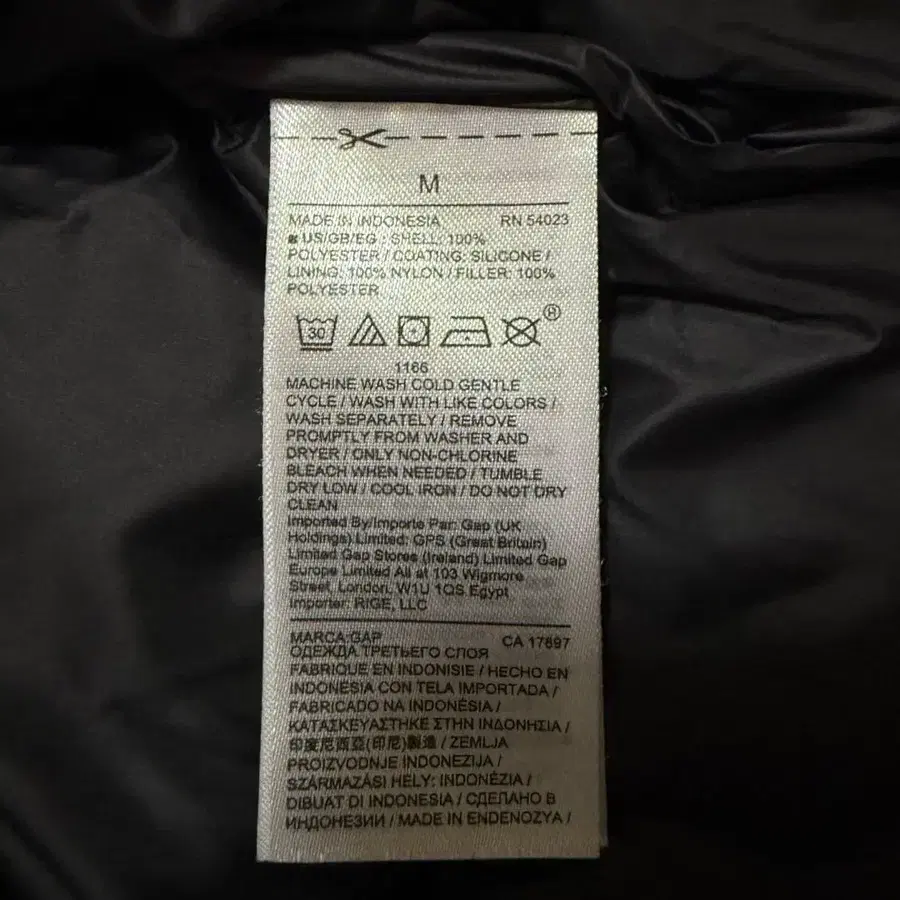 M
MADE IN INDONESIA RN 54023
US/GB/EG : SHELL: 100%
POLYESTER / COATING: SILICONE /
LINING: 100% NYLON / FILLER: 100%
POLYESTER
30
®
1166
MACHINE WASH COLD GENTLE
CYCLE / WASH WITH LIKE COLORS /
WASH SEPARATELY / REMOVE
PROMPTLY FROM WASHER AND
DRYER / ONLY NON-CHLORINE
BLEACH WHEN NEEDED / TUMBLE
DRY LOW / COOL IRON / DO NOT DRY
CLEAN
Imported By/Importe Par: Gap (UK
Holdings) Limited: GPS (Great Britain)
Limited Gap Stores (Ireland) Limited Gap
Europe Limited All at 103 Wigmore
Street, London, W1U 1QS Egypt
Importer: RIGE, LLC
MARCA:GAP CA 17897
ОДЕЖДА ТРЕТЬЕГО СЛОЯ
FABRIQUE EN INDONISIE / HECHO EN
INDONESIA CON TELA IMPORTADA /
FABRICADO NA INDONÉSIA /
ΚΑΤΑΣΚΕΥΑΣΤΗΚΕ ΣΤΗΝ ΙΝΔΟΝΗΣΙΑ /
印度尼西亞(印尼)製造 / ZEMLJA
PROIZVODNJE INDONEZIJA /
SZÁRMAZÁSI HELY: INDONÉZIA /
DIBUAT DI INDONESIA / СДЕЛАНО В
ИНДОНЕЗИИ / MADE IN ENDENOZYA /